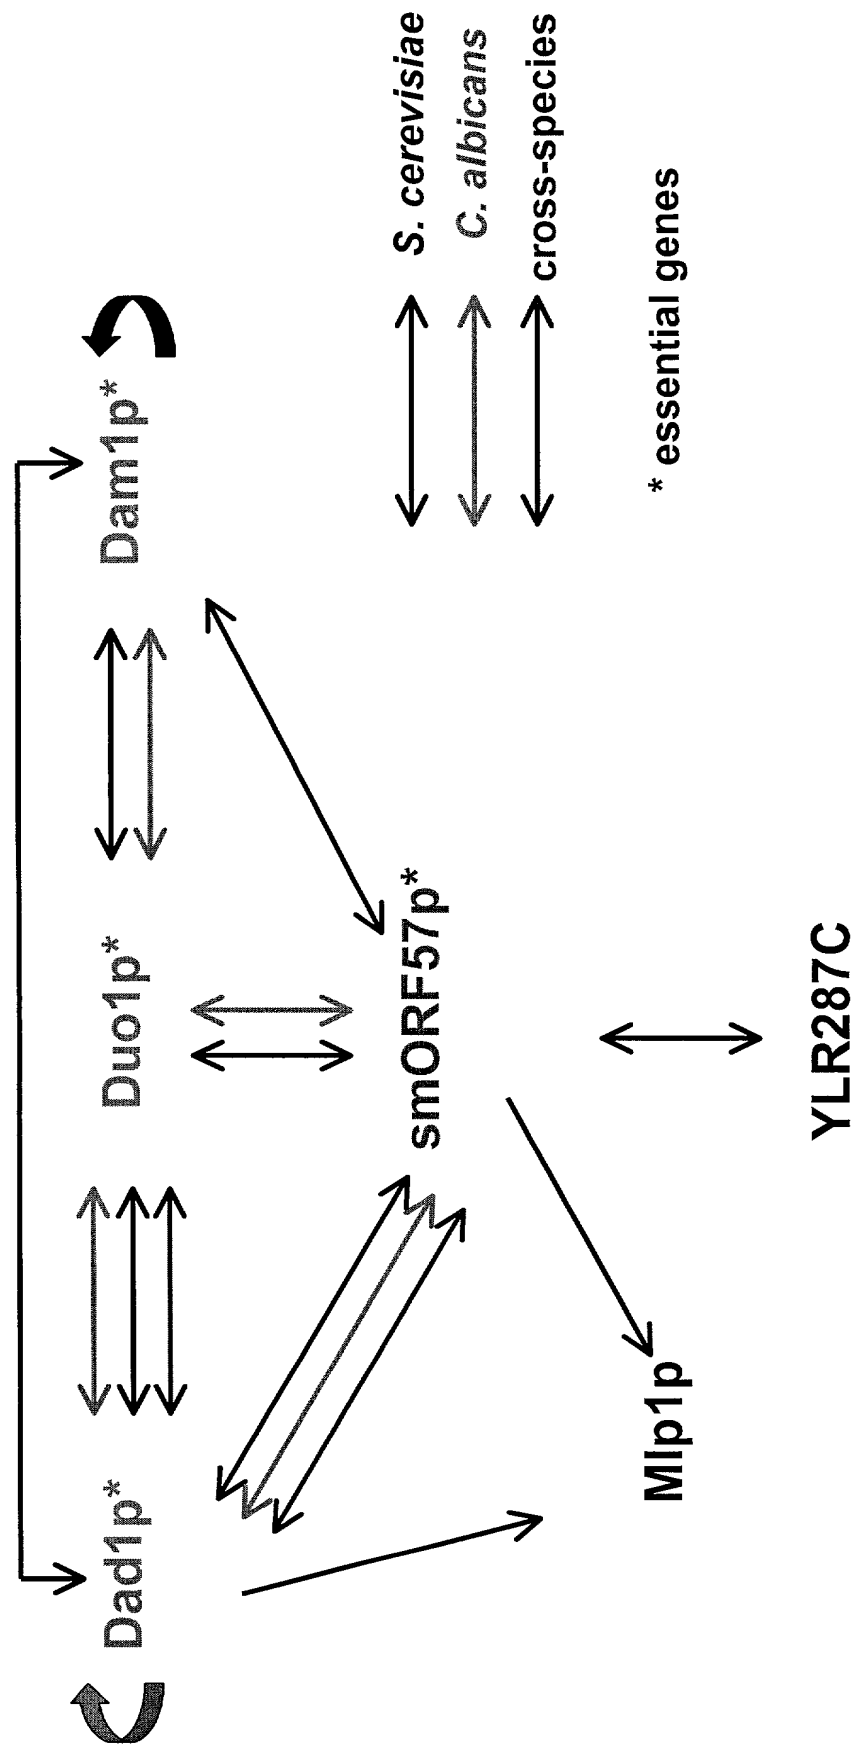 Dad1p*
Duo1p*
Dam1p*
smORF57p*
Mlp1p
YLR287C
S. cerevisiae
C. albicans
cross-species
* essential genes